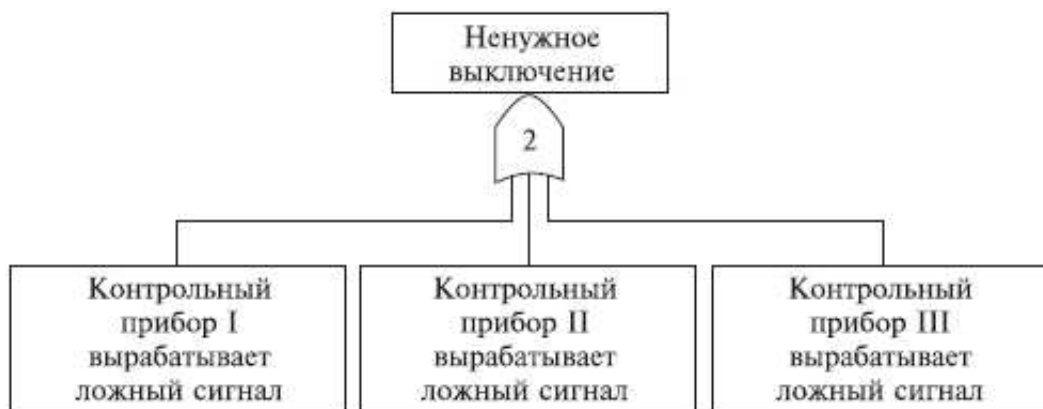 Ненужное
выключение
2
Контрольный
прибор I
вырабатывает
ложный сигнал
Контрольный
прибор II
вырабатывает
ложный сигнал
Контрольный
прибор III
вырабатывает
ложный сигнал